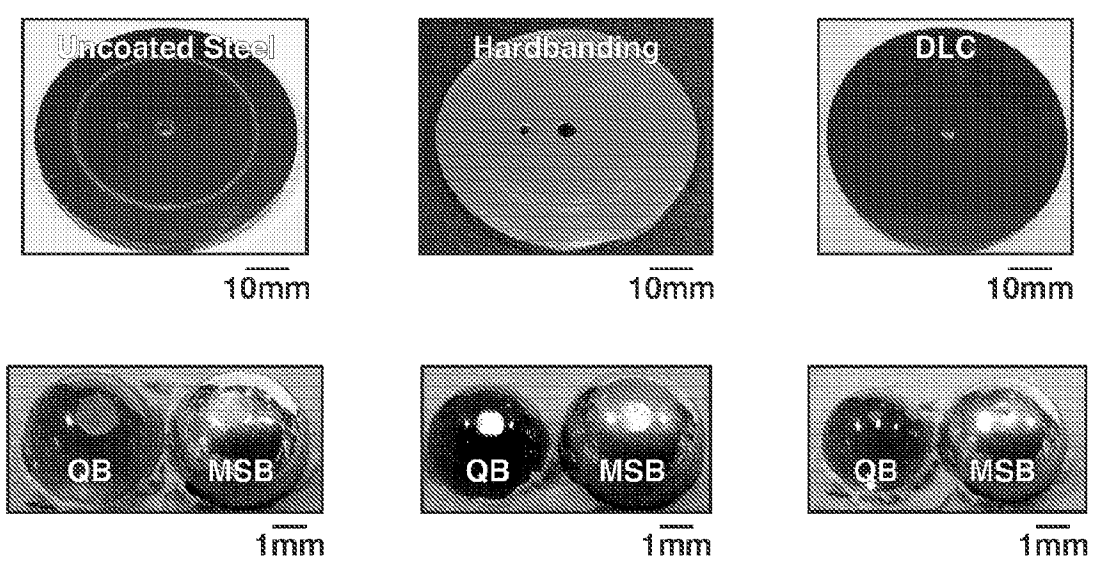 Uncoated Steel
Hardbanding
DLC
10mm
10mm
10mm
QB MSB
QB MSB
QB MSB
1mm
1mm
1mm